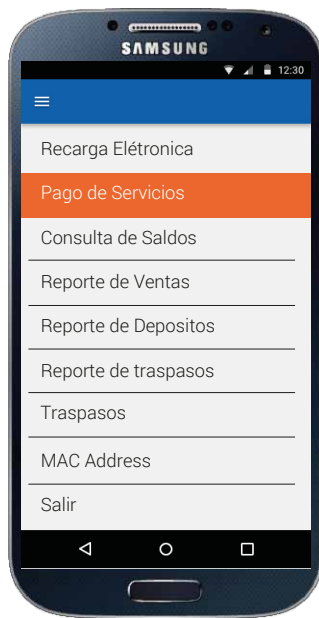 SAMSUNG
12:30
Recarga Elétronica
Pago de Servicios
Consulta de Saldos
Reporte de Ventas
Reporte de Depositos
Reporte de traspasos
Traspasos
MAC Address
Salir